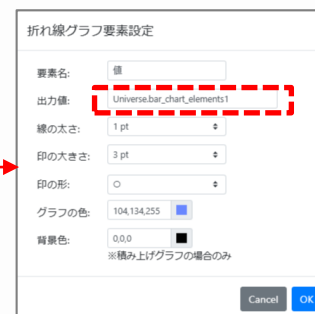 折れ線グラフ要素設定
要素名: 値
出力値: Universe.bar_chart_elements1
線の太さ: 1 pt
印の大きさ: 3 pt
印の形: ○
グラフの色: 104,134,255
背景色: 0,0,0
※積み上げグラフの場合のみ
Cancel OK